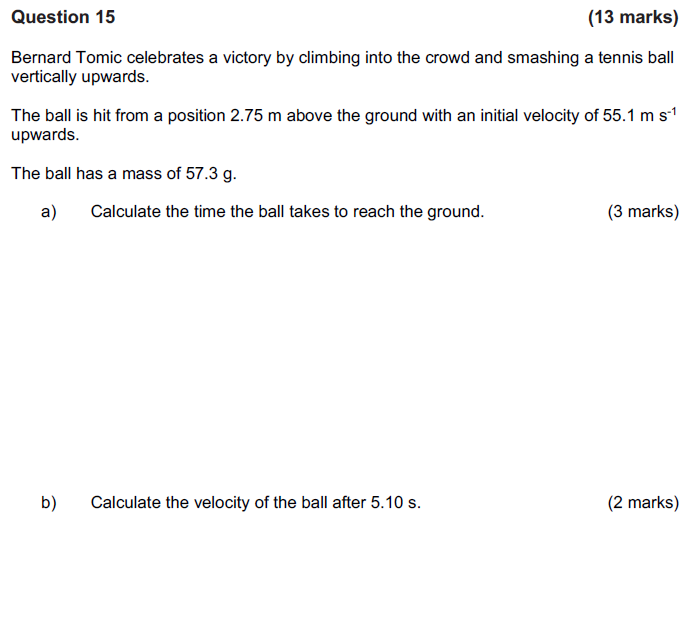 Question 15 (13 marks)
Bernard Tomic celebrates a victory by climbing into the crowd and smashing a tennis ball
vertically upwards.
The ball is hit from a position 2.75 m above the ground with an initial velocity of 55.1 m s⁻¹
upwards.
The ball has a mass of 57.3 g.
a) Calculate the time the ball takes to reach the ground. (3 marks)
b) Calculate the velocity of the ball after 5.10 s. (2 marks)